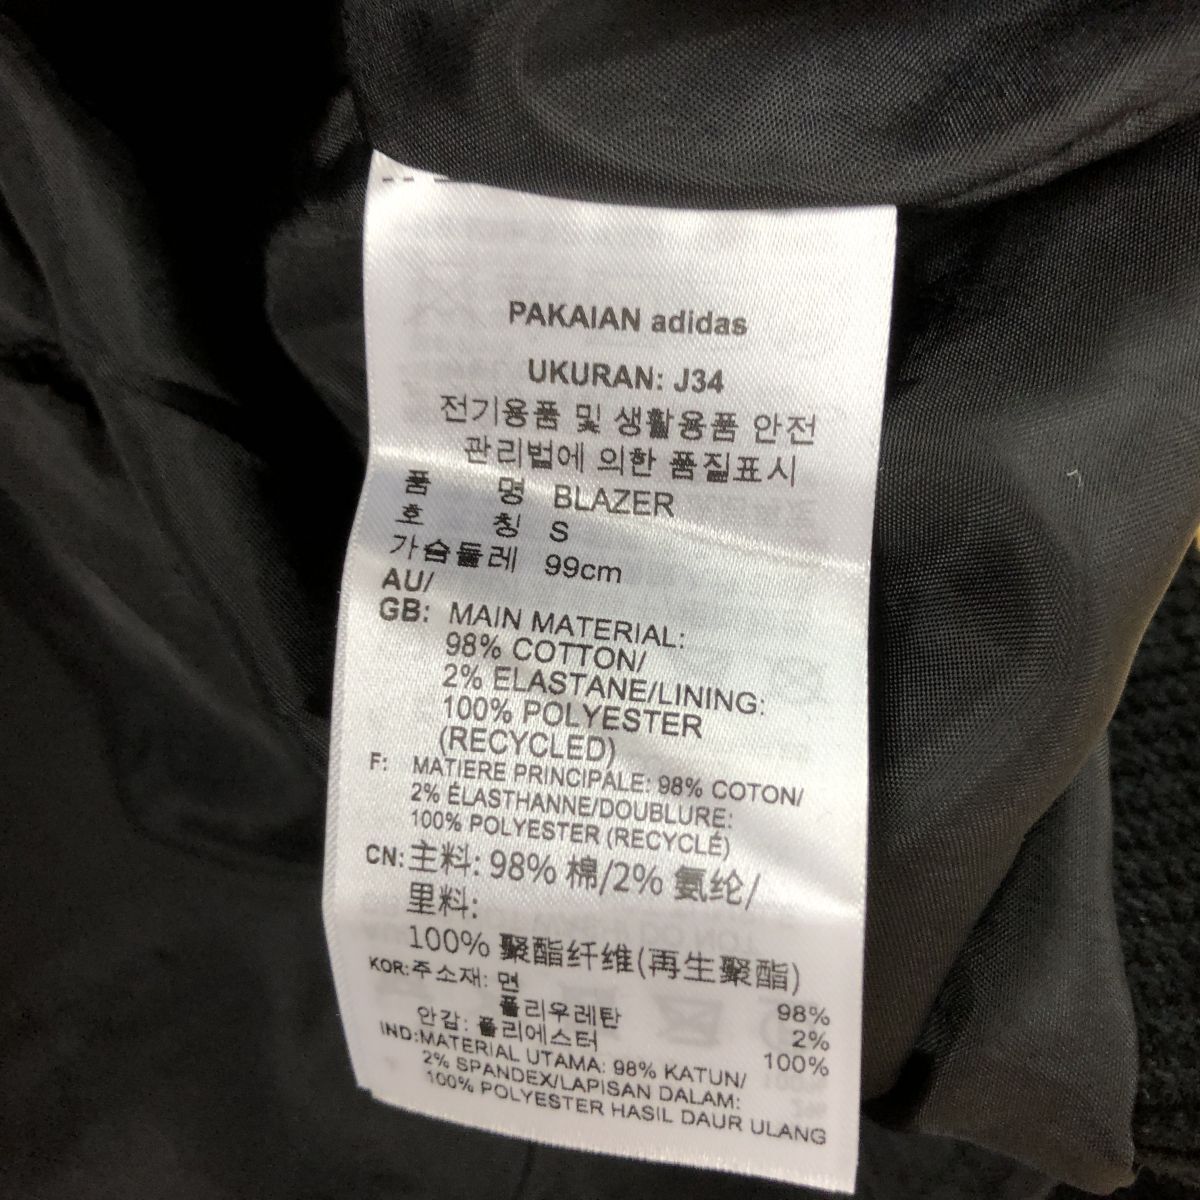 PAKAIAN adidas
UKURAN: J34
전기용품 및 생활용품 안전
관리법에 의한 품질표시
품 명 BLAZER
호 칭 S
가슴둘레 99cm
AU/
GB: MAIN MATERIAL:
98% COTTON/
2% ELASTANE/LINING:
100% POLYESTER
(RECYCLED)
F: MATIERE PRINCIPALE: 98% COTON/
2% ÉLASTHANNE/DOUBLURE:
100% POLYESTER (RECYCLÉ)
CN: 主料: 98% 棉/2% 氨纶/
里料:
100% 聚酯纤维(再生聚酯)
KOR: 주소재: 면 98%
폴리우레탄 2%
안감: 폴리에스터 100%
IND: MATERIAL UTAMA: 98% KATUN/
2% SPANDEX/LAPISAN DALAM:
100% POLYESTER HASIL DAUR ULANG